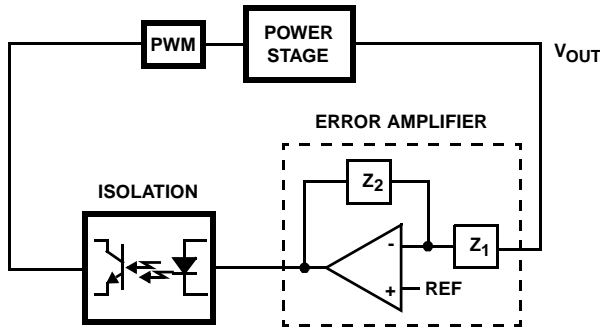 PWM
POWER
STAGE
VOUT
ERROR AMPLIFIER
ISOLATION
Z2
-
Z1
+
REF